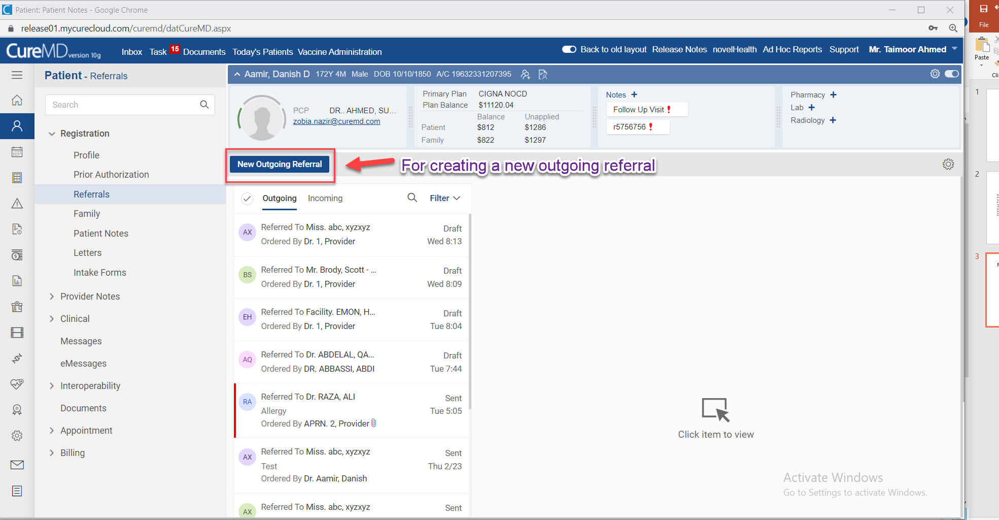 Patient: Patient Notes - Google Chrome
release01.mycurecloud.com/curemd/datCureMD.aspx
File
CureMD version 10g
Inbox Task 15 Documents Today's Patients Vaccine Administration
Back to old layout Release Notes novelHealth Ad Hoc Reports Support Mr. Taimoor Ahmed
Paste
Patient - Referrals
Aamir, Danish D 172Y 4M Male DOB 10/10/1850 A/C 19632331207395
Search
PCP DR.. AHMED, SU...
zobia.nazir@curemd.com
Primary Plan CIGNA NOCD
Plan Balance $11120.04
Balance Unapplied
Patient $812 $1286
Family $822 $1297
Notes +
Follow Up Visit !
r5756756 !
Pharmacy +
Lab +
Radiology +
New Outgoing Referral
For creating a new outgoing referral
Registration
Profile
Prior Authorization
Referrals
Family
Patient Notes
Letters
Intake Forms
Provider Notes
Clinical
Messages
eMessages
Interoperability
Documents
Appointment
Billing
Outgoing Incoming Filter
AX
Referred To Miss. abc, xyzxyz Draft
Ordered By Dr. 1, Provider Wed 8:13
BS
Referred To Mr. Brody, Scott - ... Draft
Ordered By Dr. 1, Provider Wed 8:09
EH
Referred To Facility. EMON, H... Draft
Ordered By Dr. 1, Provider Tue 8:04
AQ
Referred To Dr. ABDELAL, QA... Draft
Ordered By DR. ABBASSI, ABDI Tue 7:44
RA
Referred To Dr. RAZA, ALI Sent
Allergy Tue 5:05
Ordered By APRN. 2, Provider
AX
Referred To Miss. abc, xyzxyz Sent
Test Thu 2/23
Ordered By Dr. Aamir, Danish
AX
Referred To Miss. abc, xyzxyz Sent
Click item to view
Activate Windows
Go to Settings to activate Windows.
Cli
1
2
3